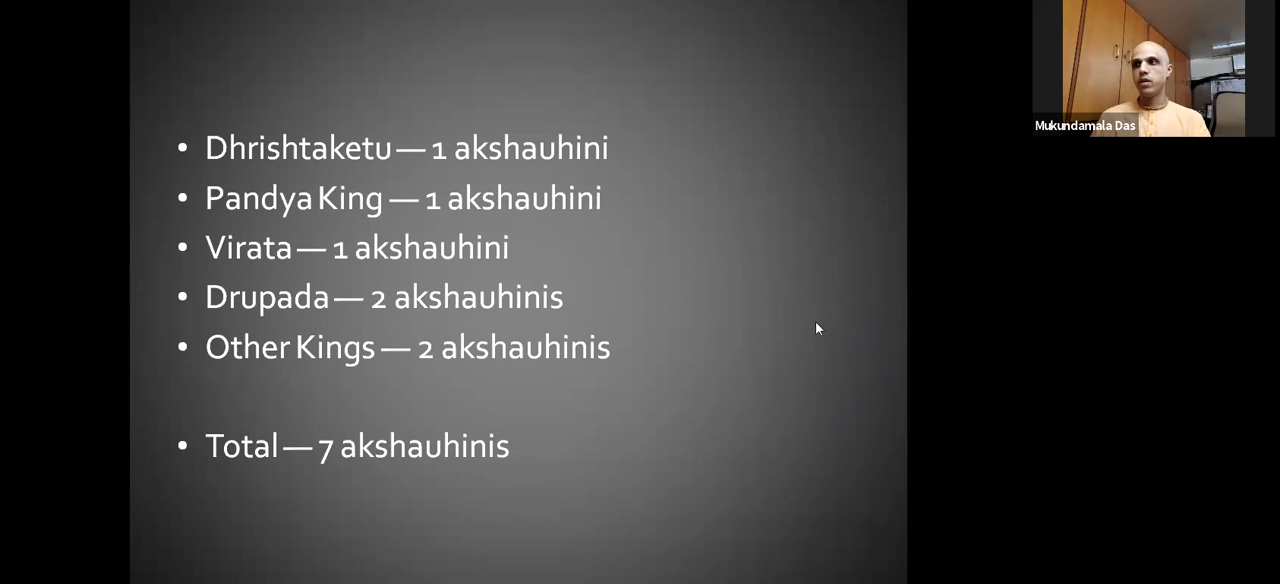 • Dhrishtaketu — 1 akshauhini
• Pandya King — 1 akshauhini
• Virata — 1 akshauhini
• Drupada — 2 akshauhinis
• Other Kings — 2 akshauhinis
• Total — 7 akshauhinis
Mukundamala Das